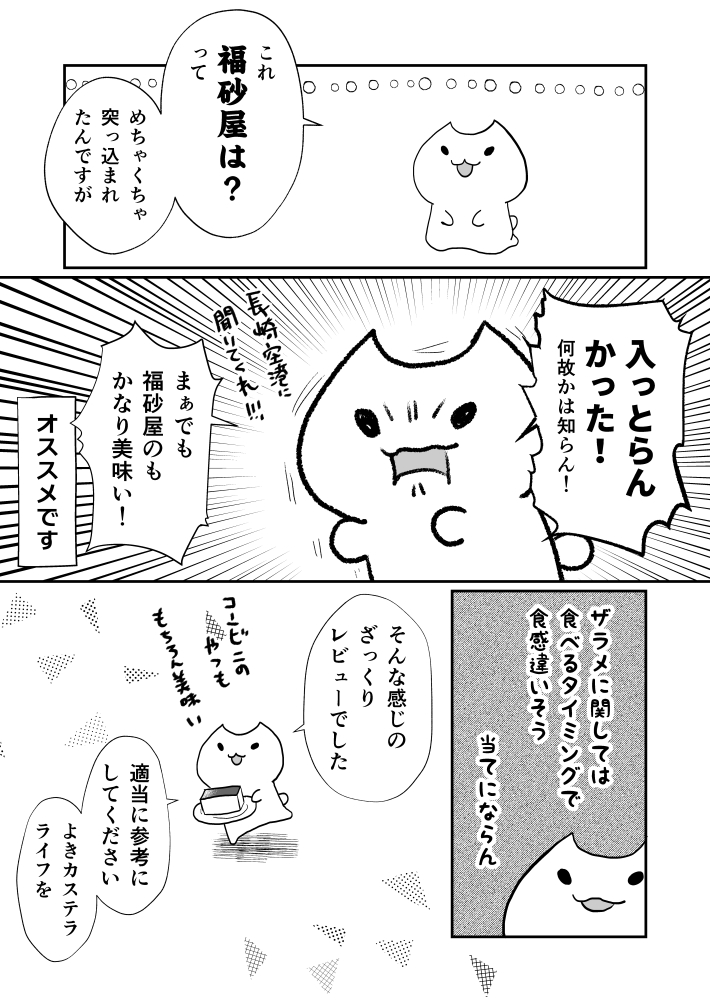 これ
福砂屋は?
って
めちゃくちゃ
突っ込まれ
たんですが
入っとらん
かった!
何故かは知らん!
長崎空港に
聞いてくれ!!!
まぁでも
福砂屋のも
かなり美味い!
オススメです
ザラメに関しては
食べるタイミングで
食感違いそう
当てにならん
そんな感じの
ざっくり
レビューでした
コンビニの
やつも
もちろん美味い
適当に参考に
してください
よきカステラ
ライフを